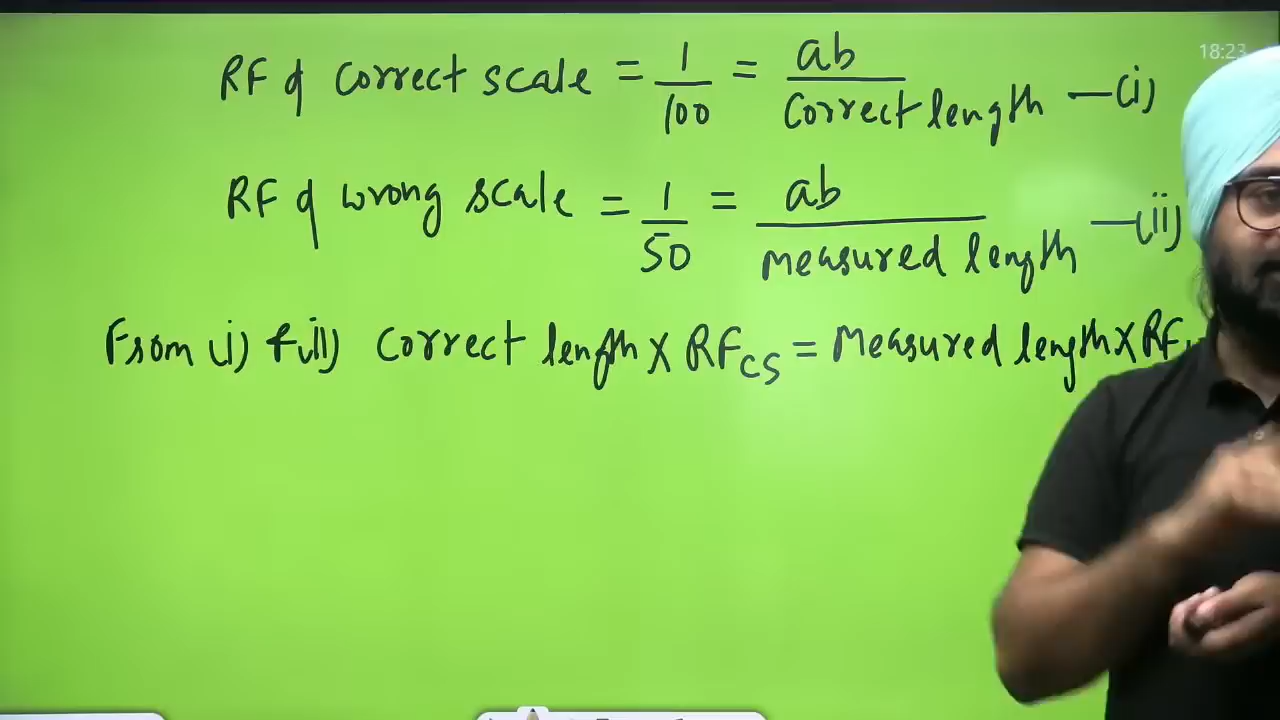 18:23
RF of correct scale = 1/100 = ab/correct length —(i)
RF of wrong scale = 1/50 = ab/measured length —(ii)
From (i) & (ii) correct length X RFCS = Measured length X RF